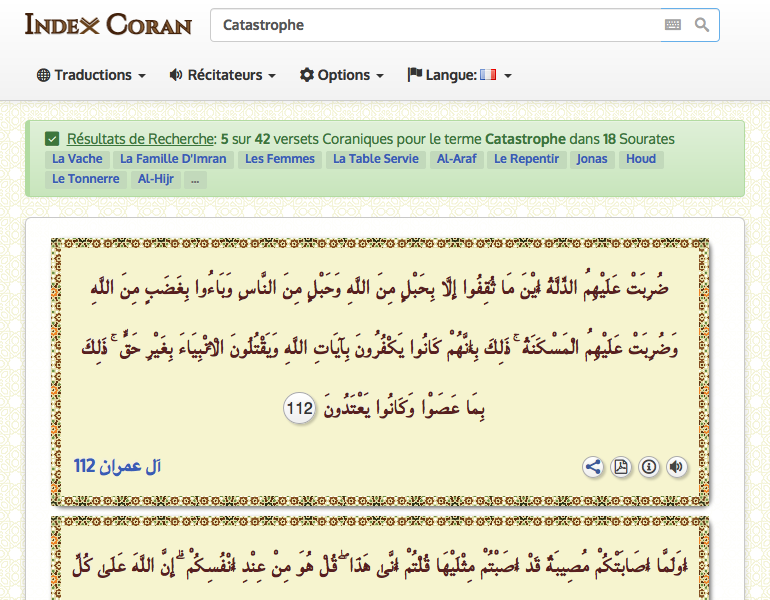 INDEX CORAN
Catastrophe
Traductions
Récitateurs
Options
Langue:
Résultats de Recherche: 5 sur 42 versets Coraniques pour le terme Catastrophe dans 18 Sourates
La Vache La Famille D'Imran Les Femmes La Table Servie Al-Araf Le Repentir Jonas Houd
Le Tonnerre Al-Hijr ...
ضُرِبَتْ عَلَيْهِمُ الذِّلَّةُ أَيْنَ مَا ثُقِفُوا إِلَّا بِحَبْلٍ مِنَ اللَّهِ وَحَبْلٍ مِنَ النَّاسِ وَبَاءُوا بِغَضَبٍ مِنَ اللَّهِ
وَضُرِبَتْ عَلَيْهِمُ الْمَسْكَنَةُ ۚ ذَلِكَ بِأَنَّهُمْ كَانُوا يَكْفُرُونَ بِآيَاتِ اللَّهِ وَيَقْتُلُونَ الْأَنْبِيَاءَ بِغَيْرِ حَقٍّ ۚ ذَلِكَ
بِمَا عَصَوْا وَكَانُوا يَعْتَدُونَ 112
آل عمران 112
أَوَلَمَّا أَصَابَتْكُمْ مُصِيبَةٌ قَدْ أَصَبْتُمْ مِثْلَيْهَا قُلْتُمْ أَنَّى هَذَا ۖ قُلْ هُوَ مِنْ عِنْدِ أَنْفُسِكُمْ ۗ إِنَّ اللَّهَ عَلَى كُلِّ